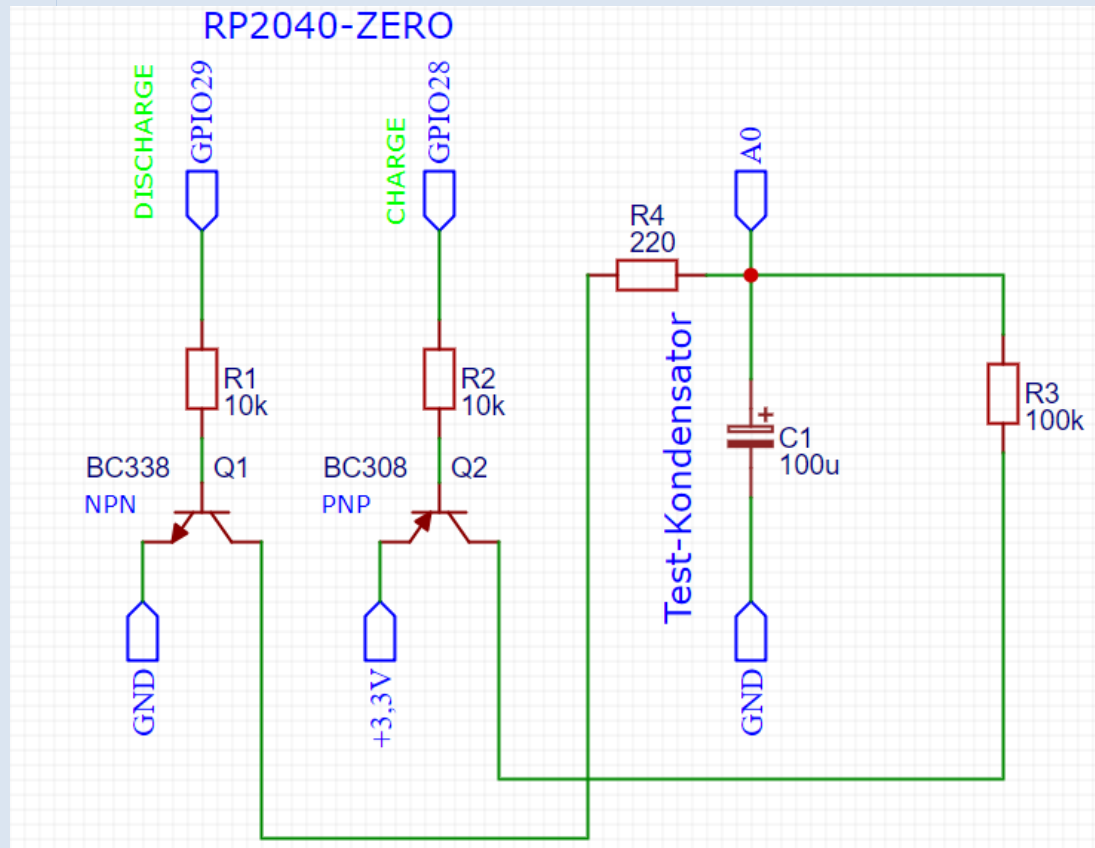 RP2040-ZERO
DISCHARGE
GPIO29
CHARGE
GPIO28
A0
R4
220
R1
10k
R2
10k
R3
100k
BC338
Q1
NPN
BC308
Q2
PNP
Test-Kondensator
+
C1
100u
GND
+3,3V
GND